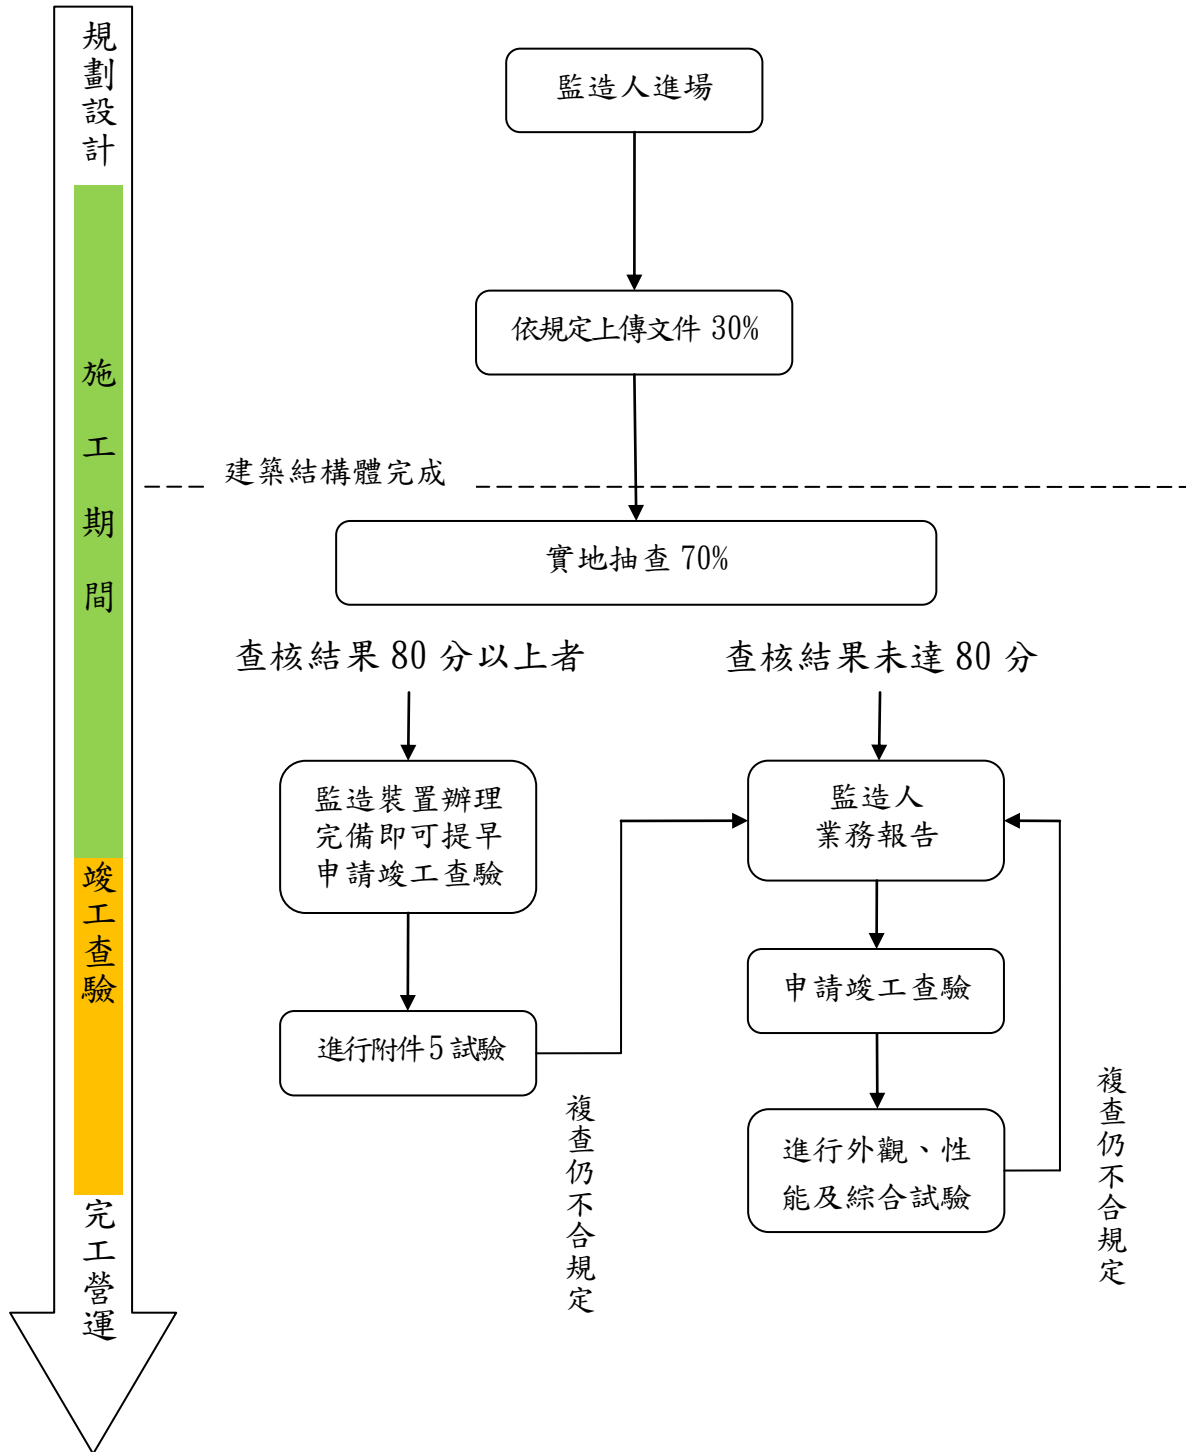 規劃設計
施工期間
竣工查驗
完工營運
監造人進場
依規定上傳文件 30%
建築結構體完成
實地抽查 70%
查核結果 80 分以上者
查核結果未達 80 分
監造裝置辦理
完備即可提早
申請竣工查驗
監造人
業務報告
申請竣工查驗
進行附件 5 試驗
複查仍不合規定
進行外觀、性
能及綜合試驗
複查仍不合規定